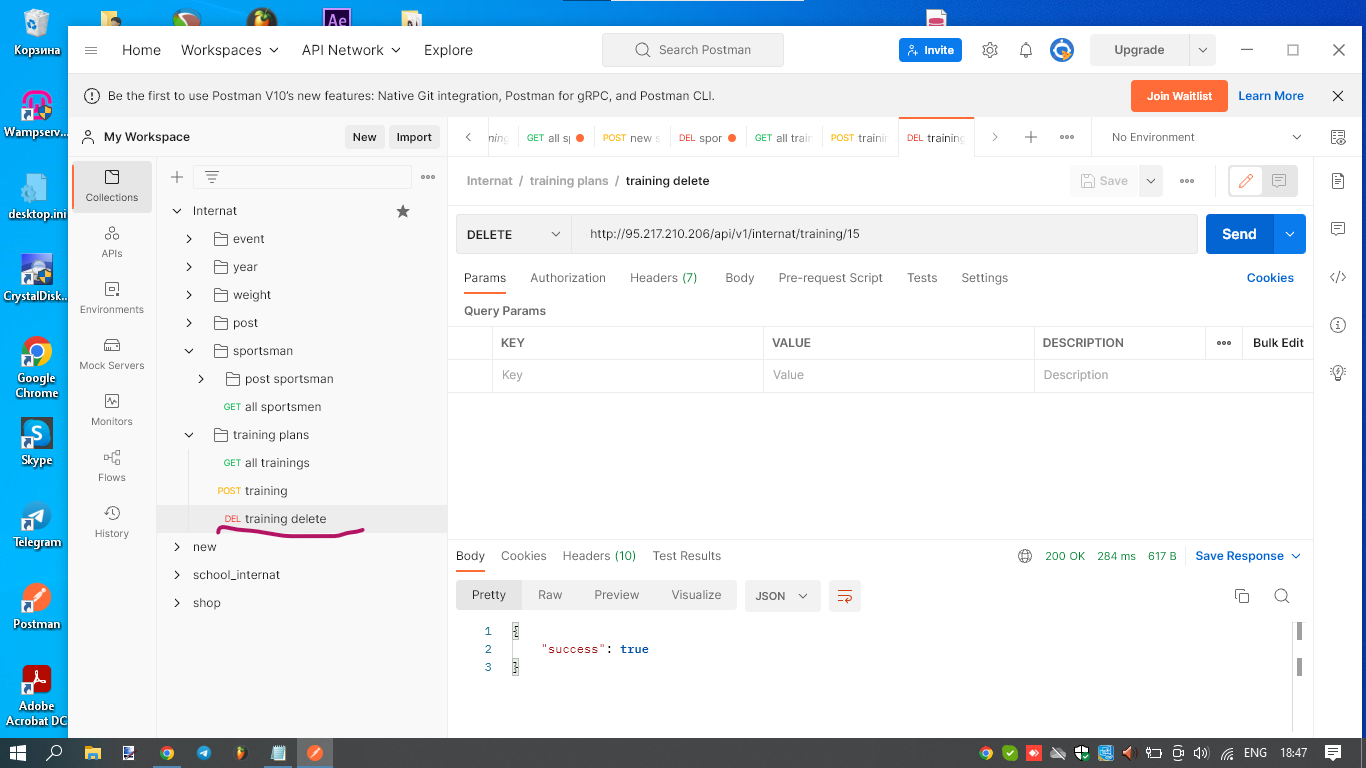 Корзина
Ae
Home Workspaces API Network Explore
Search Postman
Invite
Upgrade
Be the first to use Postman V10's new features: Native Git integration, Postman for gRPC, and Postman CLI.
Join Waitlist Learn More
Wampserv...
desktop.ini
CrystalDisk...
Google
Chrome
Skype
Telegram
Postman
Adobe
Acrobat DC
My Workspace
New Import
Collections
APIs
Environments
Mock Servers
Monitors
Flows
History
Internat
event
year
weight
post
sportsman
post sportsman
GET all sportsmen
training plans
GET all trainings
POST training
DEL training delete
new
school_internat
shop
GET all s
POST new s
DEL spor
GET all train
POST trainin
DEL training
No Environment
Internat / training plans / training delete
Save
DELETE
http://95.217.210.206/api/v1/internat/training/15
Send
Params Authorization Headers (7) Body Pre-request Script Tests Settings
Cookies
Query Params
KEY VALUE DESCRIPTION
Bulk Edit
Key Value Description
Body Cookies Headers (10) Test Results
200 OK 284 ms 617 B
Save Response
Pretty Raw Preview Visualize
JSON
1 {
2 "success": true
3 }
ENG 18:47